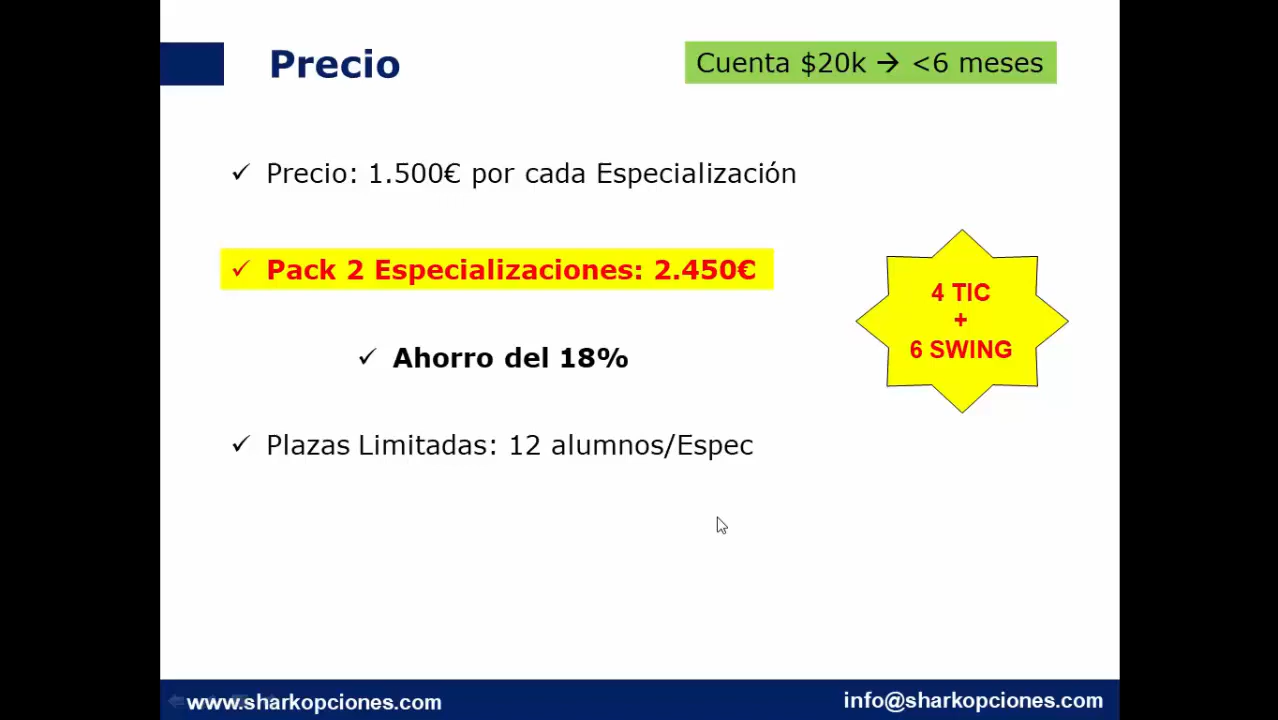 Precio
Cuenta $20k → <6 meses
✓ Precio: 1.500€ por cada Especialización
✓ Pack 2 Especializaciones: 2.450€
4 TIC
+
6 SWING
✓ Ahorro del 18%
✓ Plazas Limitadas: 12 alumnos/Espec
www.sharkopciones.com
info@sharkopciones.com